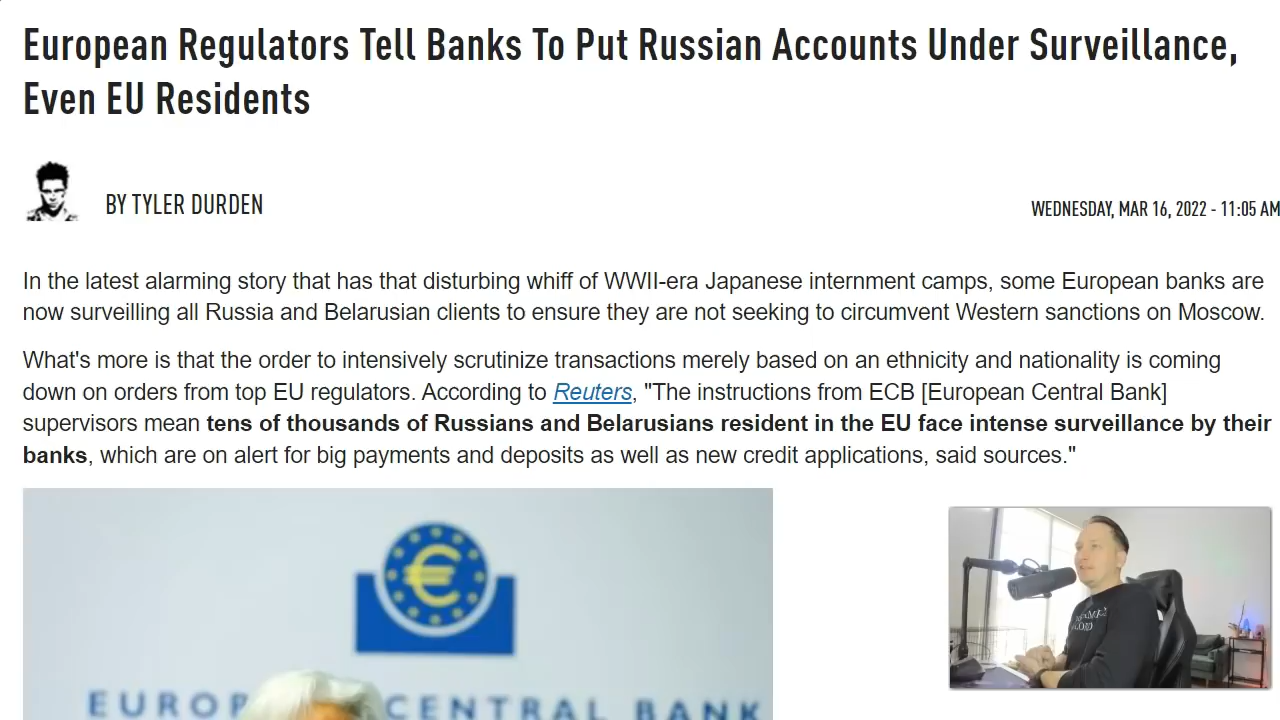 European Regulators Tell Banks To Put Russian Accounts Under Surveillance,
Even EU Residents
BY TYLER DURDEN
WEDNESDAY, MAR 16, 2022 - 11:05 AM
In the latest alarming story that has that disturbing whiff of WWII-era Japanese internment camps, some European banks are
now surveilling all Russia and Belarusian clients to ensure they are not seeking to circumvent Western sanctions on Moscow.
What's more is that the order to intensively scrutinize transactions merely based on an ethnicity and nationality is coming
down on orders from top EU regulators. According to Reuters, "The instructions from ECB [European Central Bank]
supervisors mean tens of thousands of Russians and Belarusians resident in the EU face intense surveillance by their
banks, which are on alert for big payments and deposits as well as new credit applications, said sources."
€
CENTRAL BANK